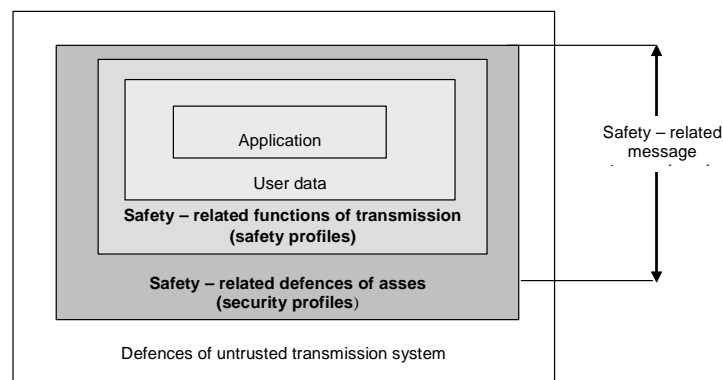 Application
User data
Safety – related functions of transmission
(safety profiles)
Safety – related defences of asses
(security profiles)
Defences of untrusted transmission system
Safety – related
message